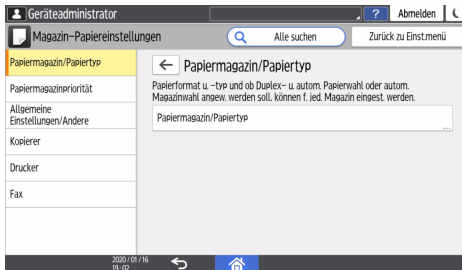 Geräteadministrator
?
Abmelden
Magazin-Papiereinstellungen
Alle suchen
Zurück zu Einst.menü
Papiermagazin/Papiertyp
Papiermagazinpriorität
Allgemeine
Einstellungen/Andere
Kopierer
Drucker
Fax
Papiermagazin/Papiertyp
Papierformat u. -typ und ob Duplex- u. autom. Papierwahl oder autom.
Magazinwahl angew. werden soll, können f. jed. Magazin eingest. werden.
Papiermagazin/Papiertyp
...
2020/01/16
19:02